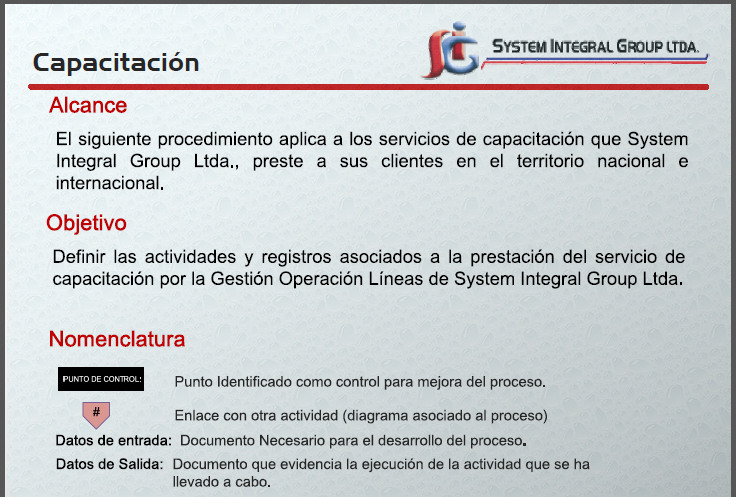 Capacitación
SYSTEM INTEGRAL GROUP LTDA.
Alcance
El siguiente procedimiento aplica a los servicios de capacitación que System
Integral Group Ltda., preste a sus clientes en el territorio nacional e
internacional.
Objetivo
Definir las actividades y registros asociados a la prestación del servicio de
capacitación por la Gestión Operación Líneas de System Integral Group Ltda.
Nomenclatura
PUNTO DE CONTROL: Punto Identificado como control para mejora del proceso.
# Enlace con otra actividad (diagrama asociado al proceso)
Datos de entrada: Documento Necesario para el desarrollo del proceso.
Datos de Salida: Documento que evidencia la ejecución de la actividad que se ha
llevado a cabo.